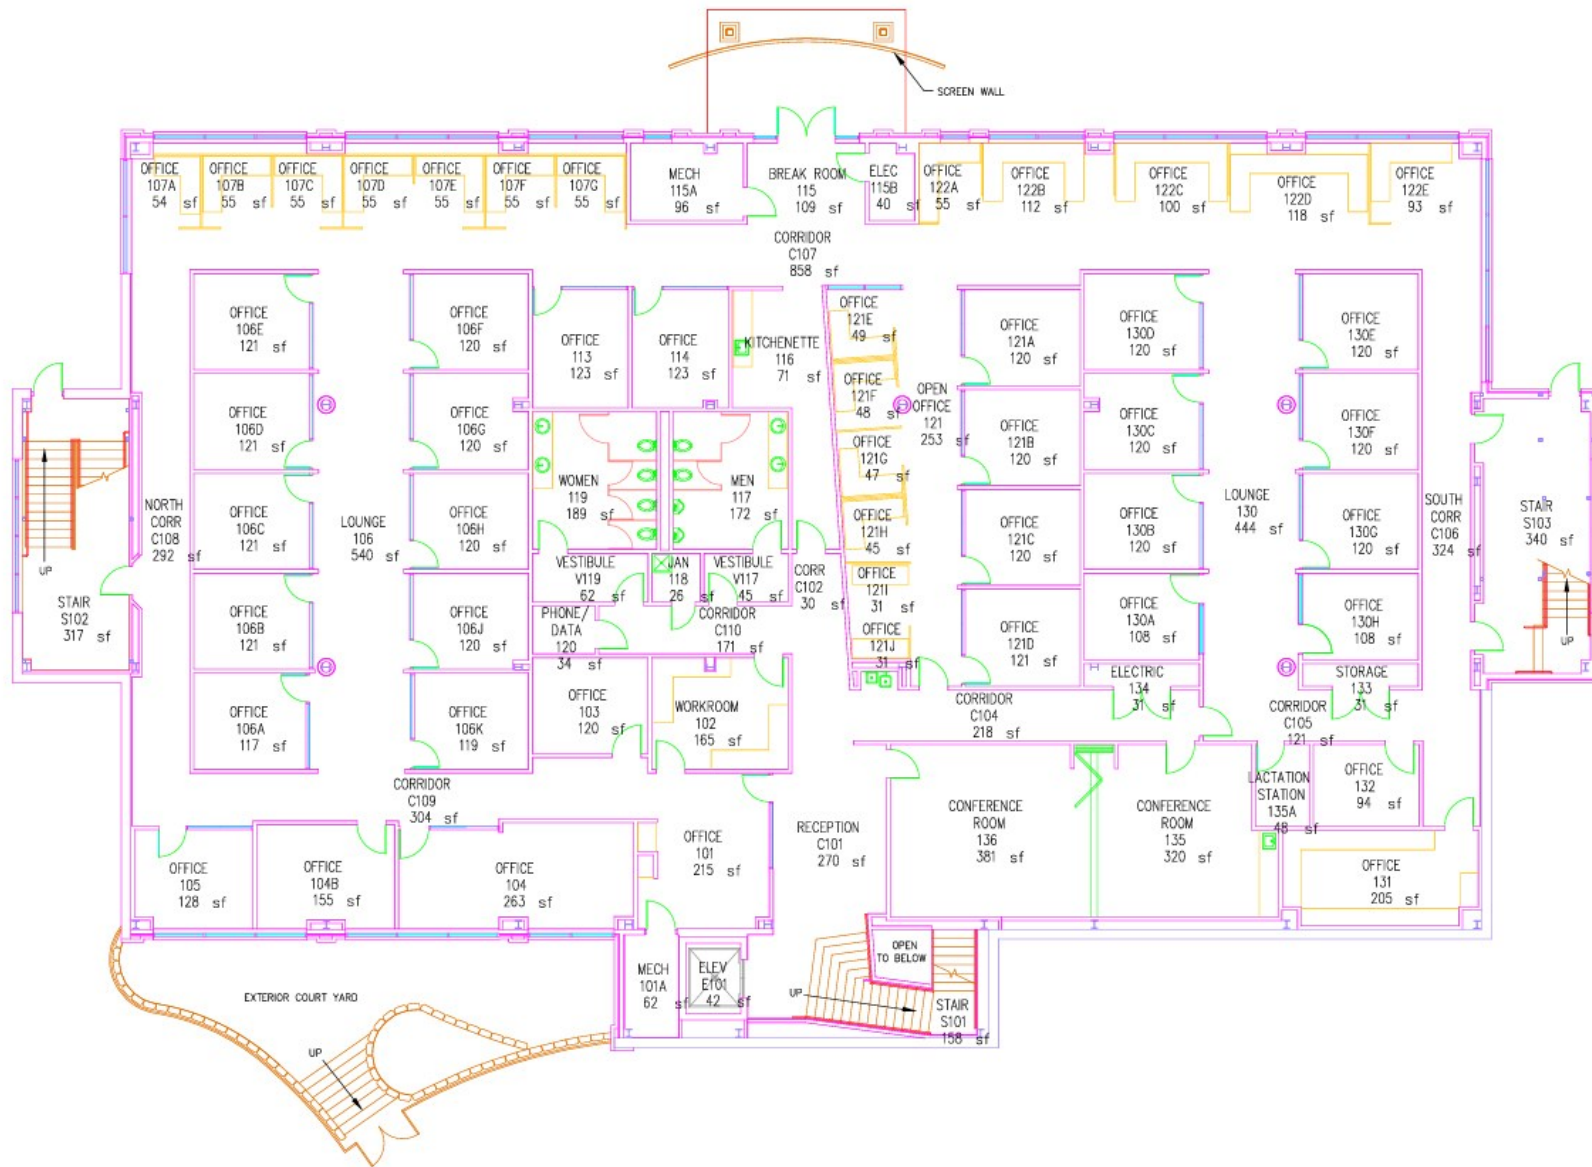 SCREEN WALL
OFFICE
107A
54 sf
OFFICE
107B
55 sf
OFFICE
107C
55 sf
OFFICE
107D
55 sf
OFFICE
107E
55 sf
OFFICE
107F
55 sf
OFFICE
107G
55 sf
MECH
115A
96 sf
BREAK ROOM
115
109 sf
ELEC
115B
40 sf
OFFICE
122A
55 sf
OFFICE
122B
112 sf
OFFICE
122C
100 sf
OFFICE
122D
118 sf
OFFICE
122E
93 sf
CORRIDOR
C107
858 sf
OFFICE
106E
121 sf
OFFICE
106F
120 sf
OFFICE
113
123 sf
OFFICE
114
123 sf
KITCHENETTE
116
71 sf
OFFICE
121E
49 sf
OFFICE
121A
120 sf
OFFICE
130D
120 sf
OFFICE
130E
120 sf
OFFICE
106D
121 sf
OFFICE
106G
120 sf
OFFICE
121F
48 sf
OPEN
OFFICE
121
253 sf
OFFICE
121B
120 sf
OFFICE
130C
120 sf
OFFICE
130F
120 sf
NORTH
CORR
C108
292 sf
OFFICE
106C
121 sf
LOUNGE
106
540 sf
OFFICE
106H
120 sf
WOMEN
119
189 sf
MEN
117
172 sf
OFFICE
121G
47 sf
OFFICE
121H
45 sf
OFFICE
121C
120 sf
OFFICE
130B
120 sf
LOUNGE
130
444 sf
OFFICE
130G
120 sf
SOUTH
CORR
C106
324 sf
STAIR
S103
340 sf
UP
UP
STAIR
S102
317 sf
OFFICE
106B
121 sf
OFFICE
106J
120 sf
VESTIBULE
V119
62 sf
JAN
118
26 sf
VESTIBULE
V117
45 sf
CORR
C102
30 sf
OFFICE
121I
31 sf
OFFICE
121J
31 sf
OFFICE
121D
121 sf
OFFICE
130A
108 sf
OFFICE
130H
108 sf
PHONE/
DATA
120
34 sf
CORRIDOR
C110
171 sf
OFFICE
106A
117 sf
OFFICE
106K
119 sf
OFFICE
103
120 sf
WORKROOM
102
165 sf
CORRIDOR
C104
218 sf
ELECTRIC
134
31 sf
STORAGE
133
31 sf
CORRIDOR
C105
121 sf
CORRIDOR
C109
304 sf
OFFICE
105
128 sf
OFFICE
104B
155 sf
OFFICE
104
263 sf
OFFICE
101
215 sf
RECEPTION
C101
270 sf
CONFERENCE
ROOM
136
381 sf
CONFERENCE
ROOM
135
320 sf
LACTATION
STATION
135A
48 sf
OFFICE
132
94 sf
OFFICE
131
205 sf
EXTERIOR COURT YARD
UP
MECH
101A
62 sf
ELEV
E101
42 sf
UP
OPEN
TO BELOW
STAIR
S101
158 sf